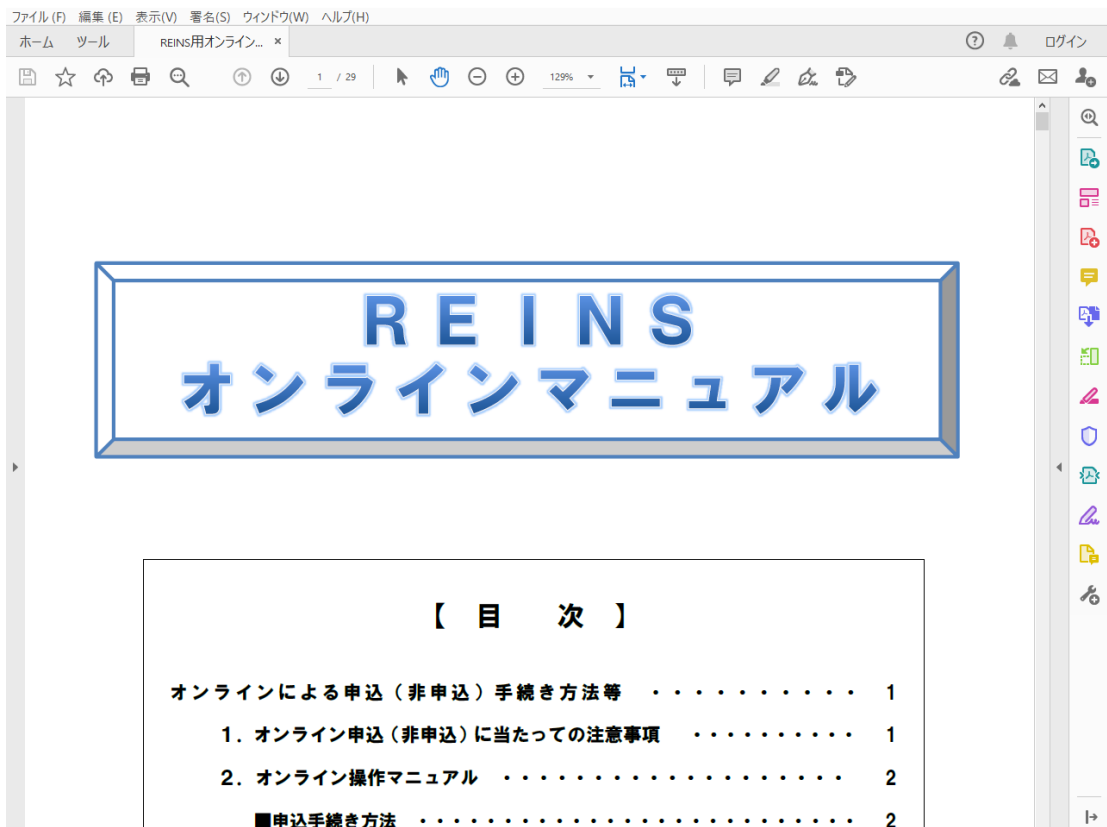 ファイル(F) 編集(E) 表示(V) 署名(S) ウィンドウ(W) ヘルプ(H)
ホーム ツール REINS用オンライン... × ログイン
1 / 29 129%
ＲＥＩＮＳ
オンラインマニュアル
【 目 次 】
オンラインによる申込（非申込）手続き方法等 ・・・・・・・・・・ 1
1．オンライン申込（非申込）に当たっての注意事項 ・・・・・・・・・・ 1
2．オンライン操作マニュアル ・・・・・・・・・・・・・・・・・・・・ 2
■申込手続き方法 ・・・・・・・・・・・・・・・・・・・・・・・・・・ 2